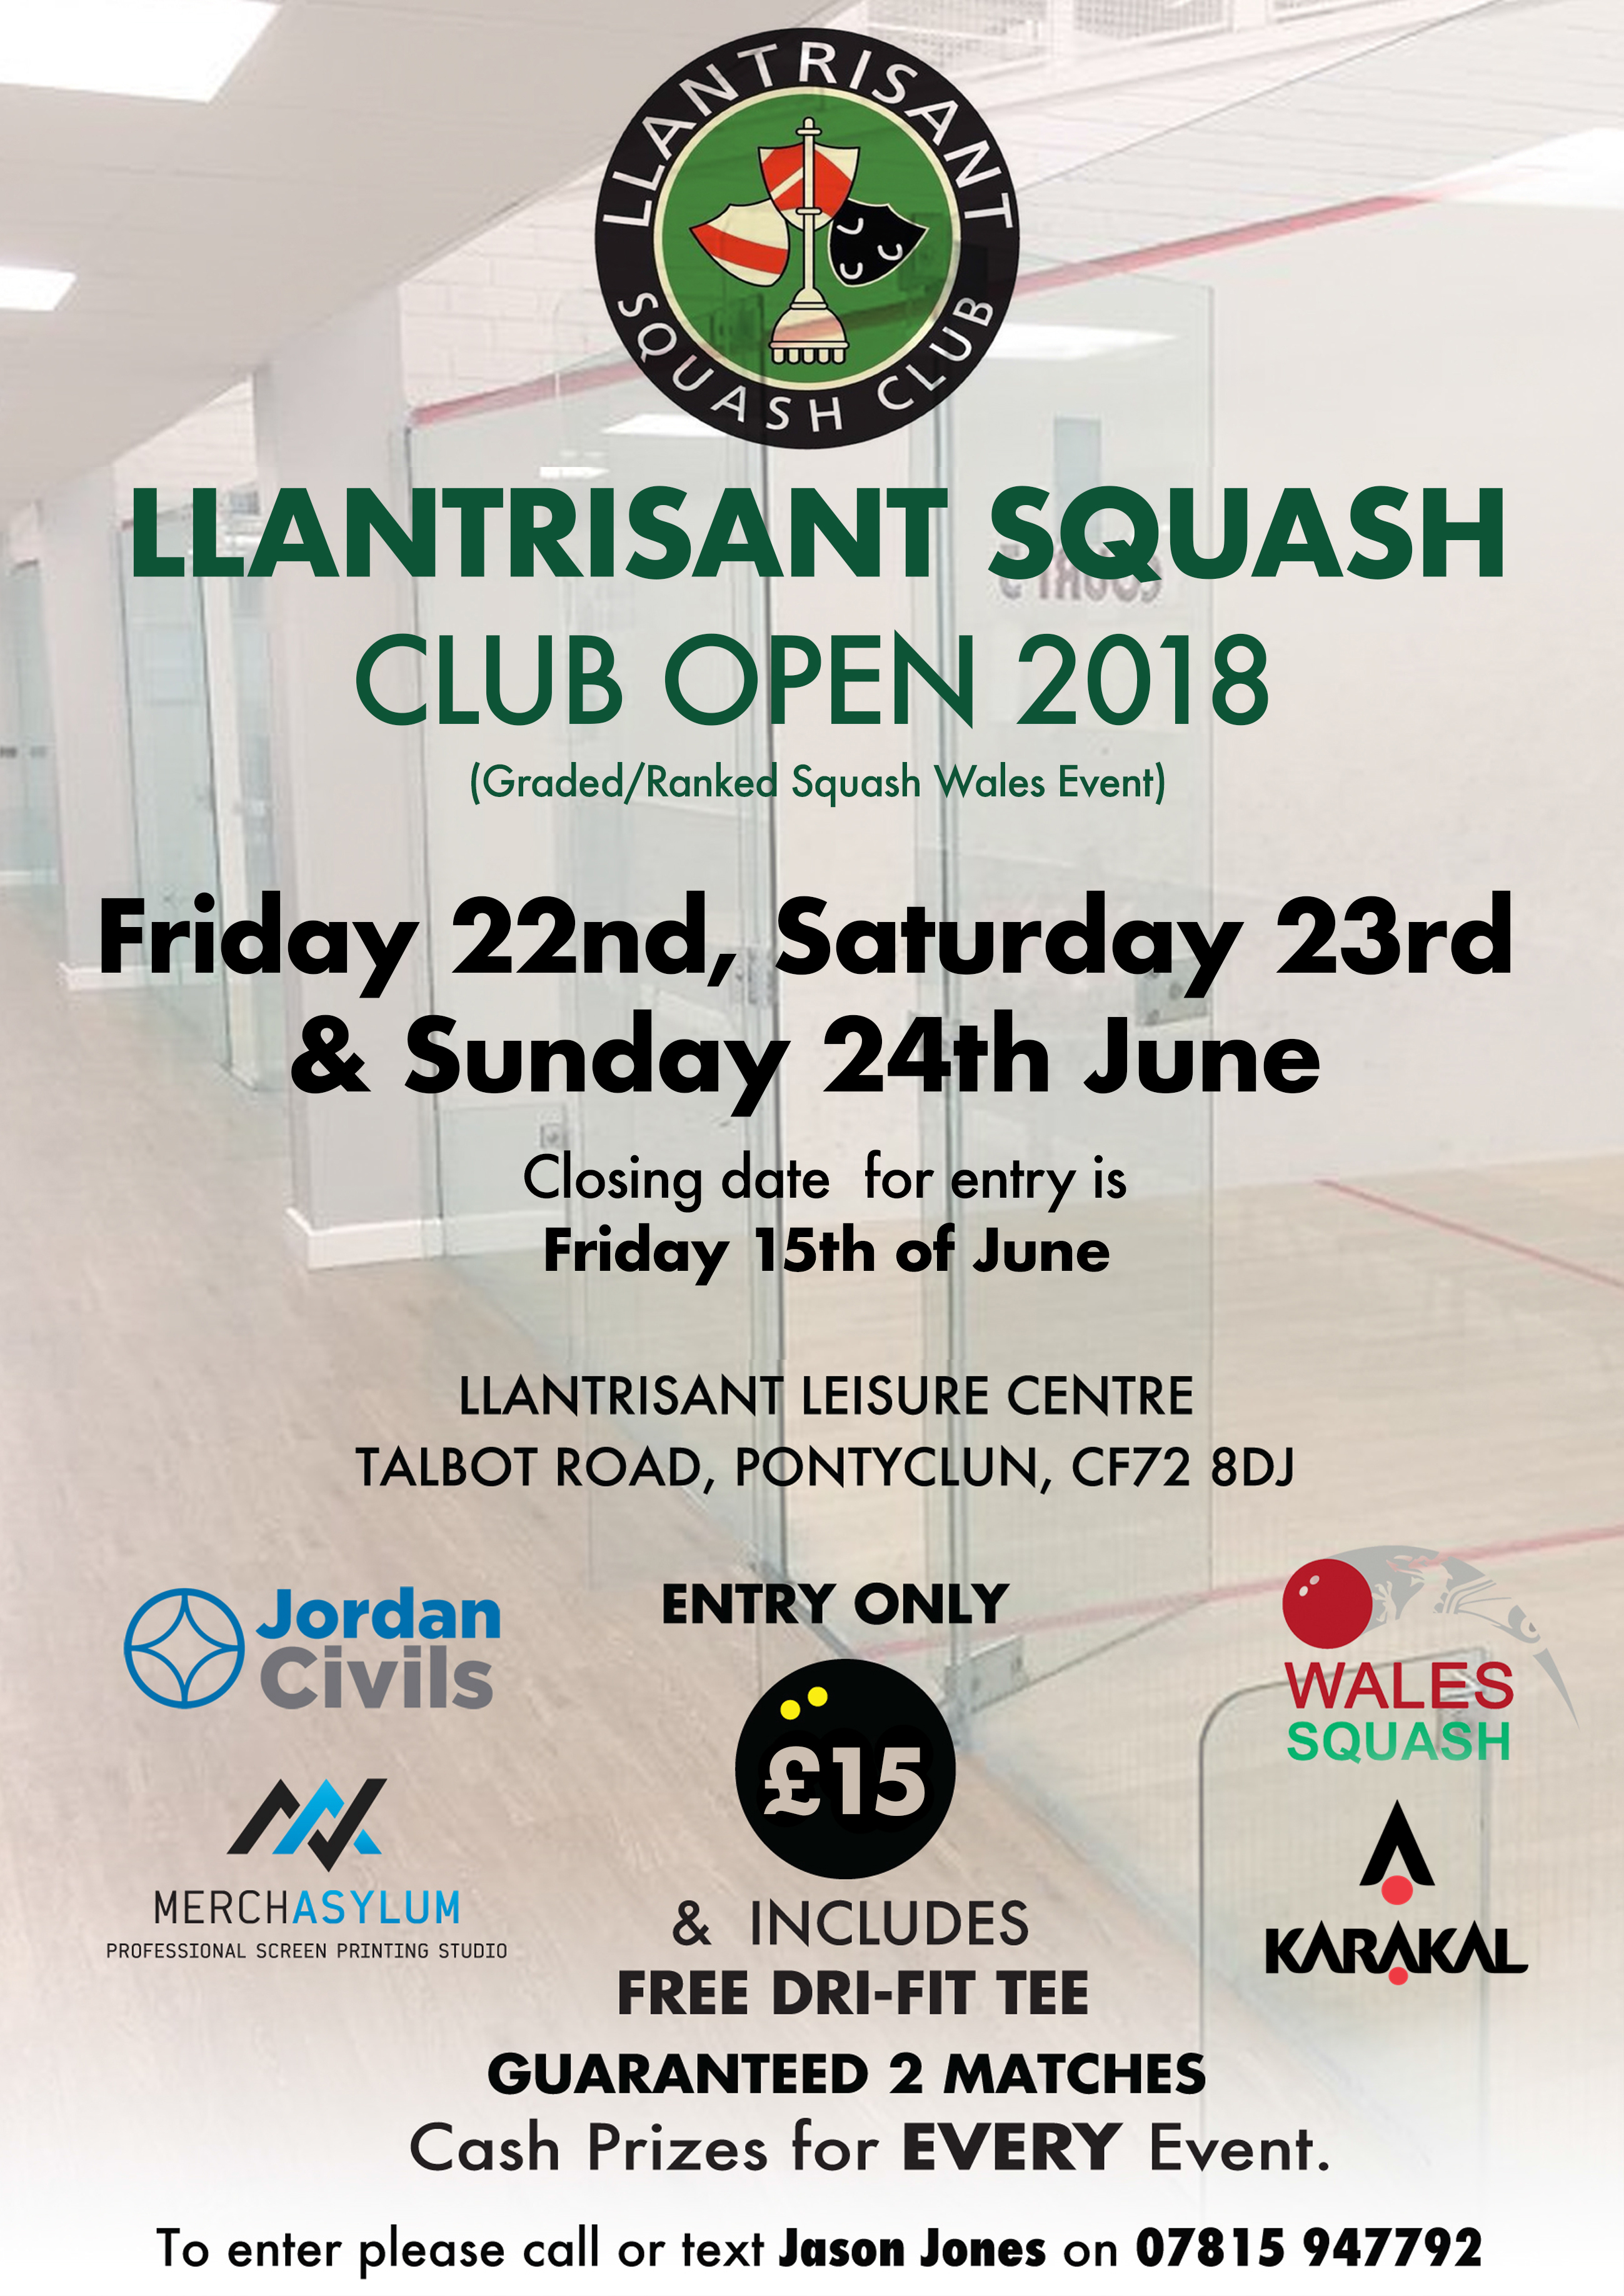 LLANTRISANT
SQUASH CLUB
LLANTRISANT SQUASH
CLUB OPEN 2018
(Graded/Ranked Squash Wales Event)
Friday 22nd, Saturday 23rd
& Sunday 24th June
Closing date for entry is
Friday 15th of June
LLANTRISANT LEISURE CENTRE
TALBOT ROAD, PONTYCLUN, CF72 8DJ
Jordan
Civils
MERCHASYLUM
PROFESSIONAL SCREEN PRINTING STUDIO
ENTRY ONLY
£15
& INCLUDES
FREE DRI-FIT TEE
WALES
SQUASH
KARAKAL
GUARANTEED 2 MATCHES
Cash Prizes for EVERY Event.
To enter please call or text Jason Jones on 07815 947792